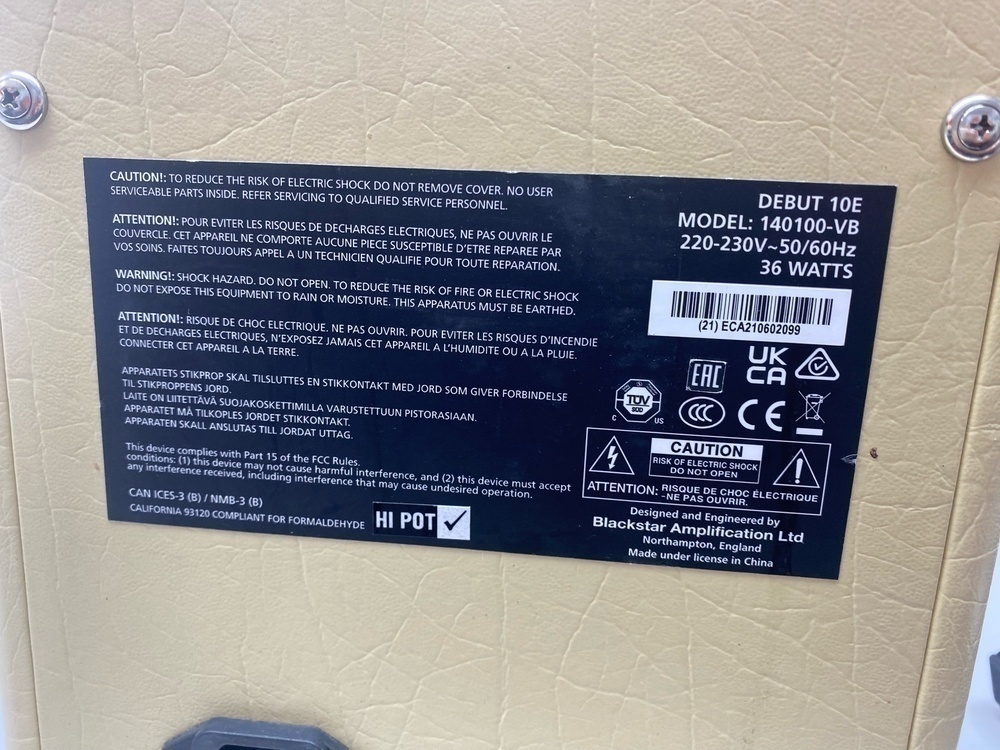 CAUTION!: TO REDUCE THE RISK OF ELECTRIC SHOCK DO NOT REMOVE COVER. NO USER
SERVICEABLE PARTS INSIDE. REFER SERVICING TO QUALIFIED SERVICE PERSONNEL.
ATTENTION!: POUR EVITER LES RISQUES DE DECHARGES ELECTRIQUES, NE PAS OUVRIR LE
COUVERCLE. CET APPAREIL NE COMPORTE AUCUNE PIECE SUSCEPTIBLE D'ETRE REPAREE PAR
VOS SOINS. FAITES TOUJOURS APPEL A UN TECHNICIEN QUALIFIE POUR TOUTE REPARATION.
WARNING!: SHOCK HAZARD. DO NOT OPEN. TO REDUCE THE RISK OF FIRE OR ELECTRIC SHOCK
DO NOT EXPOSE THIS EQUIPMENT TO RAIN OR MOISTURE. THIS APPARATUS MUST BE EARTHED.
ATTENTION!: RISQUE DE CHOC ELECTRIQUE. NE PAS OUVRIR. POUR EVITER LES RISQUES D'INCENDIE
ET DE DECHARGES ELECTRIQUES, N'EXPOSEZ JAMAIS CET APPAREIL A L'HUMIDITE OU A LA PLUIE.
CONNECTER CET APPAREIL A LA TERRE.
APPARATETS STIKPROP SKAL TILSLUTTES EN STIKKONTAKT MED JORD SOM GIVER FORBINDELSE
TIL STIKPROPPENS JORD.
LAITE ON LIITETTÄVÄ SUOJAKOSKETTIMILLA VARUSTETTUUN PISTORASIAAN.
APPARATET MÅ TILKOPLES JORDET STIKKONTAKT.
APPARATEN SKALL ANSLUTAS TILL JORDAT UTTAG.
This device complies with Part 15 of the FCC Rules.
conditions: (1) this device may not cause harmful interference, and (2) this device must accept
any interference received, including interference that may cause undesired operation.
CAN ICES-3 (B) / NMB-3 (B)
CALIFORNIA 93120 COMPLIANT FOR FORMALDEHYDE
HI POT
DEBUT 10E
MODEL: 140100-VB
220-230V~50/60Hz
36 WATTS
(21) ECA210602099
EAC
UK
CA
C TÜV SÜD US
CCC
CE
CAUTION
RISK OF ELECTRIC SHOCK
DO NOT OPEN
ATTENTION: RISQUE DE CHOC ÉLECTRIQUE
-NE PAS OUVRIR.
Designed and Engineered by
Blackstar Amplification Ltd
Northampton, England
Made under license in China